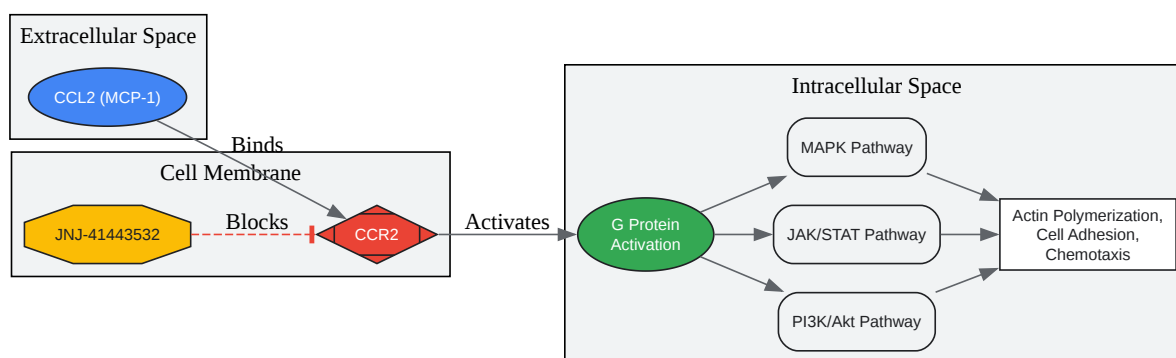 Extracellular Space
CCL2 (MCP-1)
Binds
Cell Membrane
JNJ-41443532
Blocks
CCR2
Activates
Intracellular Space
G Protein
Activation
MAPK Pathway
JAK/STAT Pathway
PI3K/Akt Pathway
Actin Polymerization,
Cell Adhesion,
Chemotaxis